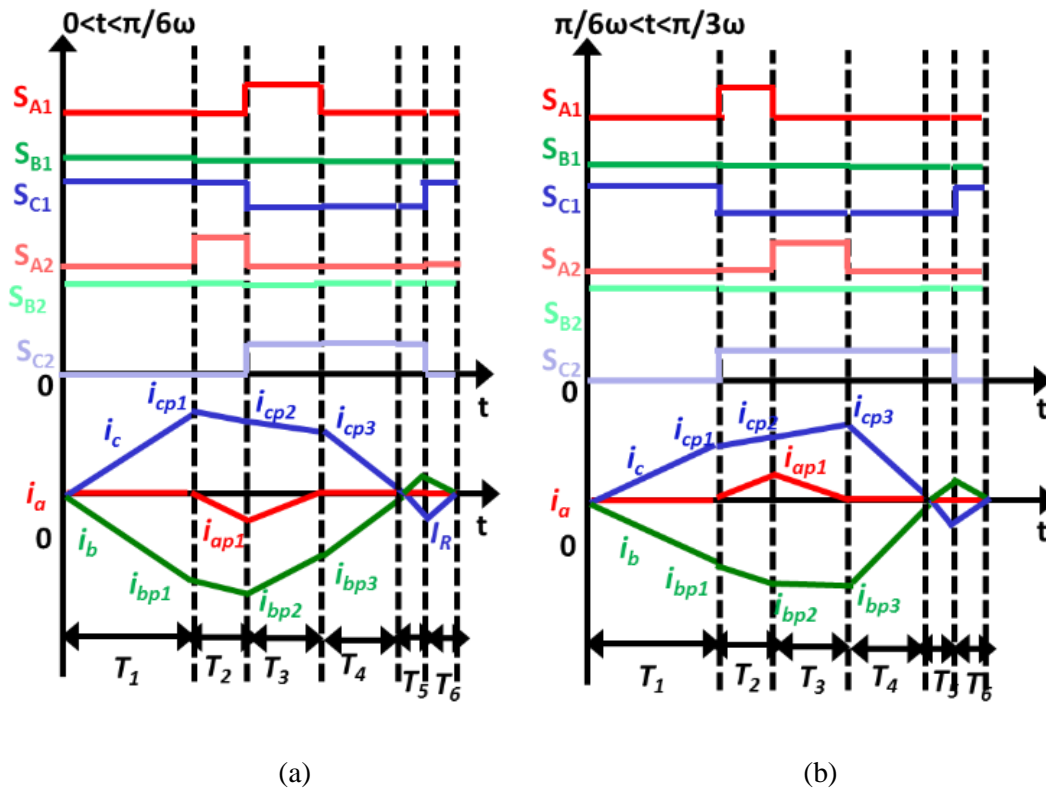 0<t<π/6ω
S_A1
S_B1
S_C1
S_A2
S_B2
S_C2
0
t
i_cp1
i_cp2
i_cp3
i_c
i_a
0
i_ap1
I_R
t
i_b
i_bp1
i_bp2
i_bp3
T_1
T_2
T_3
T_4
T_5
T_6
(a)
π/6ω<t<π/3ω
S_A1
S_B1
S_C1
S_A2
S_B2
S_C2
0
t
i_cp1
i_cp2
i_cp3
i_c
i_ap1
i_a
0
t
i_b
i_bp1
i_bp2
i_bp3
T_1
T_2
T_3
T_4
T_5
T_6
(b)